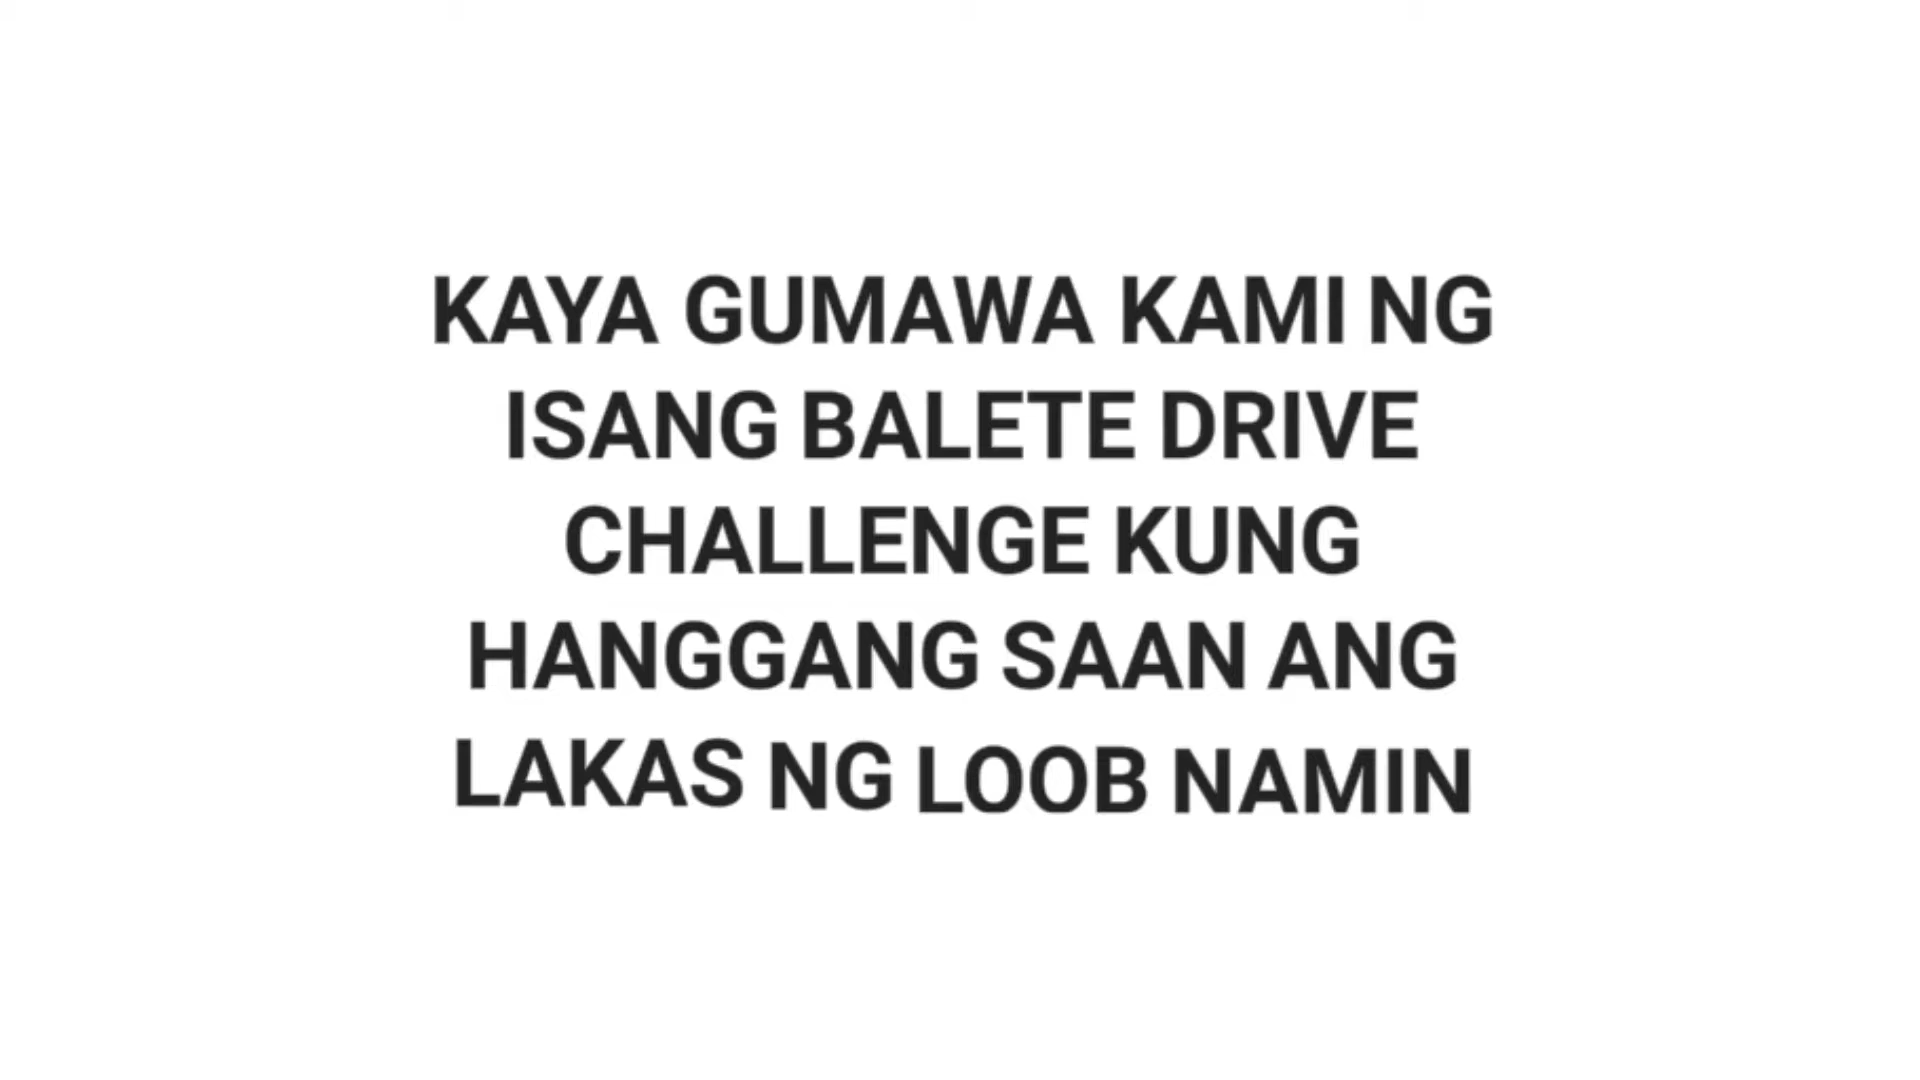 KAYA GUMAWA KAMI NG
ISANG BALETE DRIVE
CHALLENGE KUNG
HANGGANG SAAN ANG
LAKAS NG LOOB NAMIN